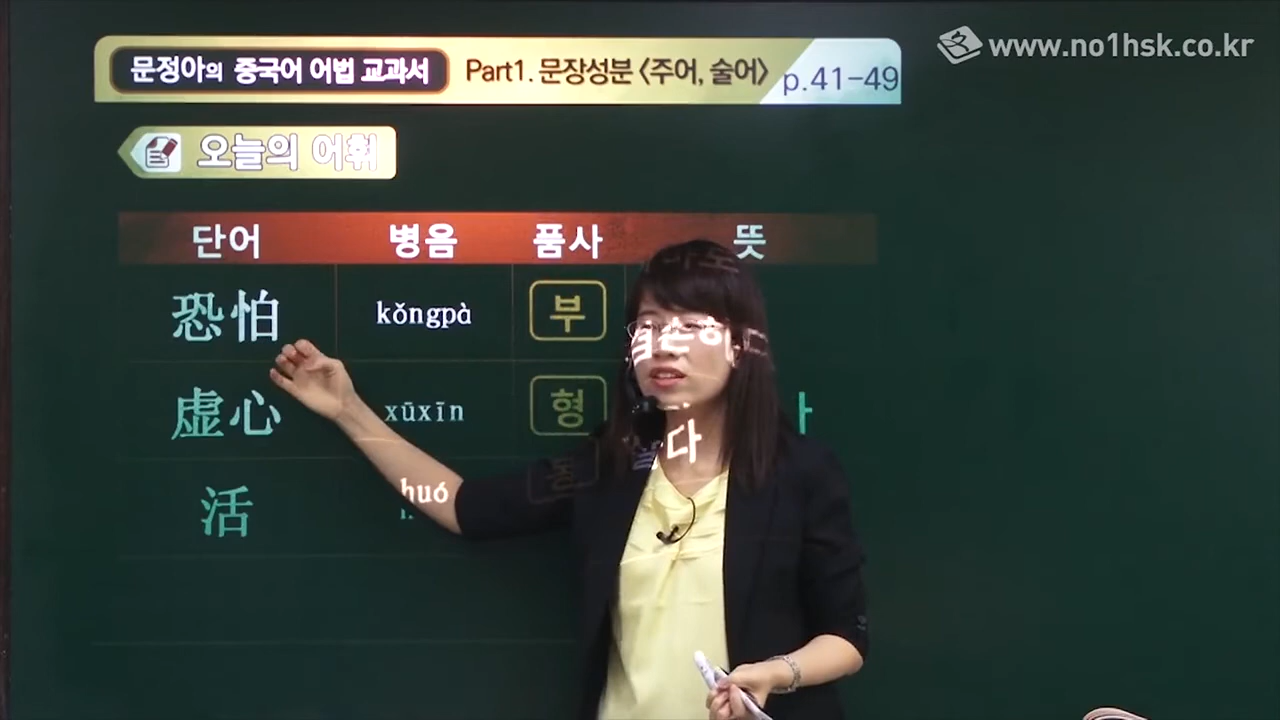 www.no1hsk.co.kr
문정아의 중국어 어법 교과서 Part1. 문장성분 〈주어, 술어〉 p.41-49
오늘의 어휘
단어 병음 품사 뜻
恐怕 kǒngpà 부
虚心 xūxīn 형
活 huó 동